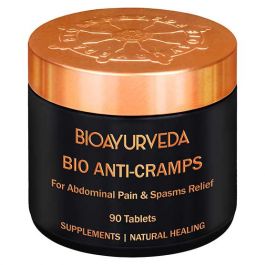 BIOAYURVEDA
BIO ANTI-CRAMPS
For Abdominal Pain & Spasms Relief
90 Tablets
SUPPLEMENTS | NATURAL HEALING